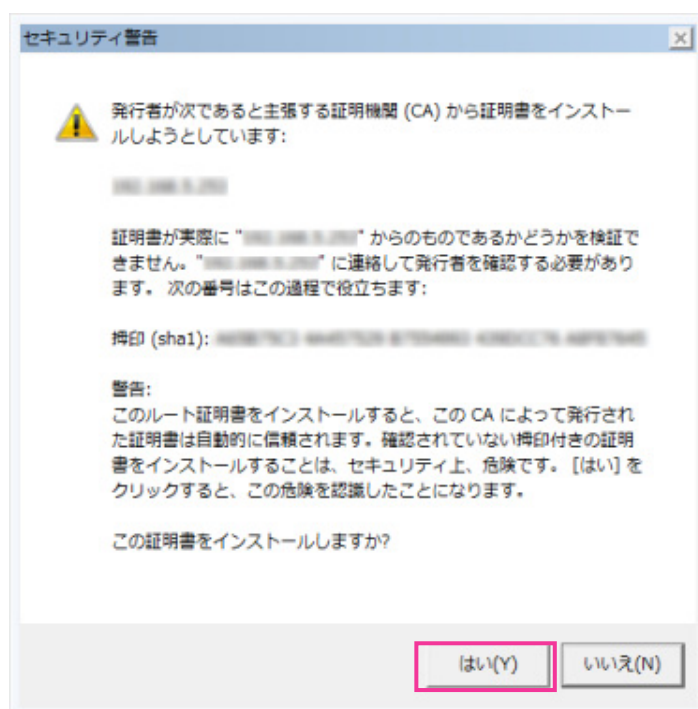 セキュリティ警告
発行者が次であると主張する証明機関 (CA) から証明書をインストー
ルしようとしています:
証明書が実際に " " からのものであるかどうかを検証で
きません。" " に連絡して発行者を確認する必要があり
ます。 次の番号はこの過程で役立ちます:
拇印 (sha1):
警告:
このルート証明書をインストールすると、この CA によって発行され
た証明書は自動的に信頼されます。確認されていない拇印付きの証明
書をインストールすることは、セキュリティ上、危険です。 [はい] を
クリックすると、この危険を認識したことになります。
この証明書をインストールしますか?
はい(Y)
いいえ(N)